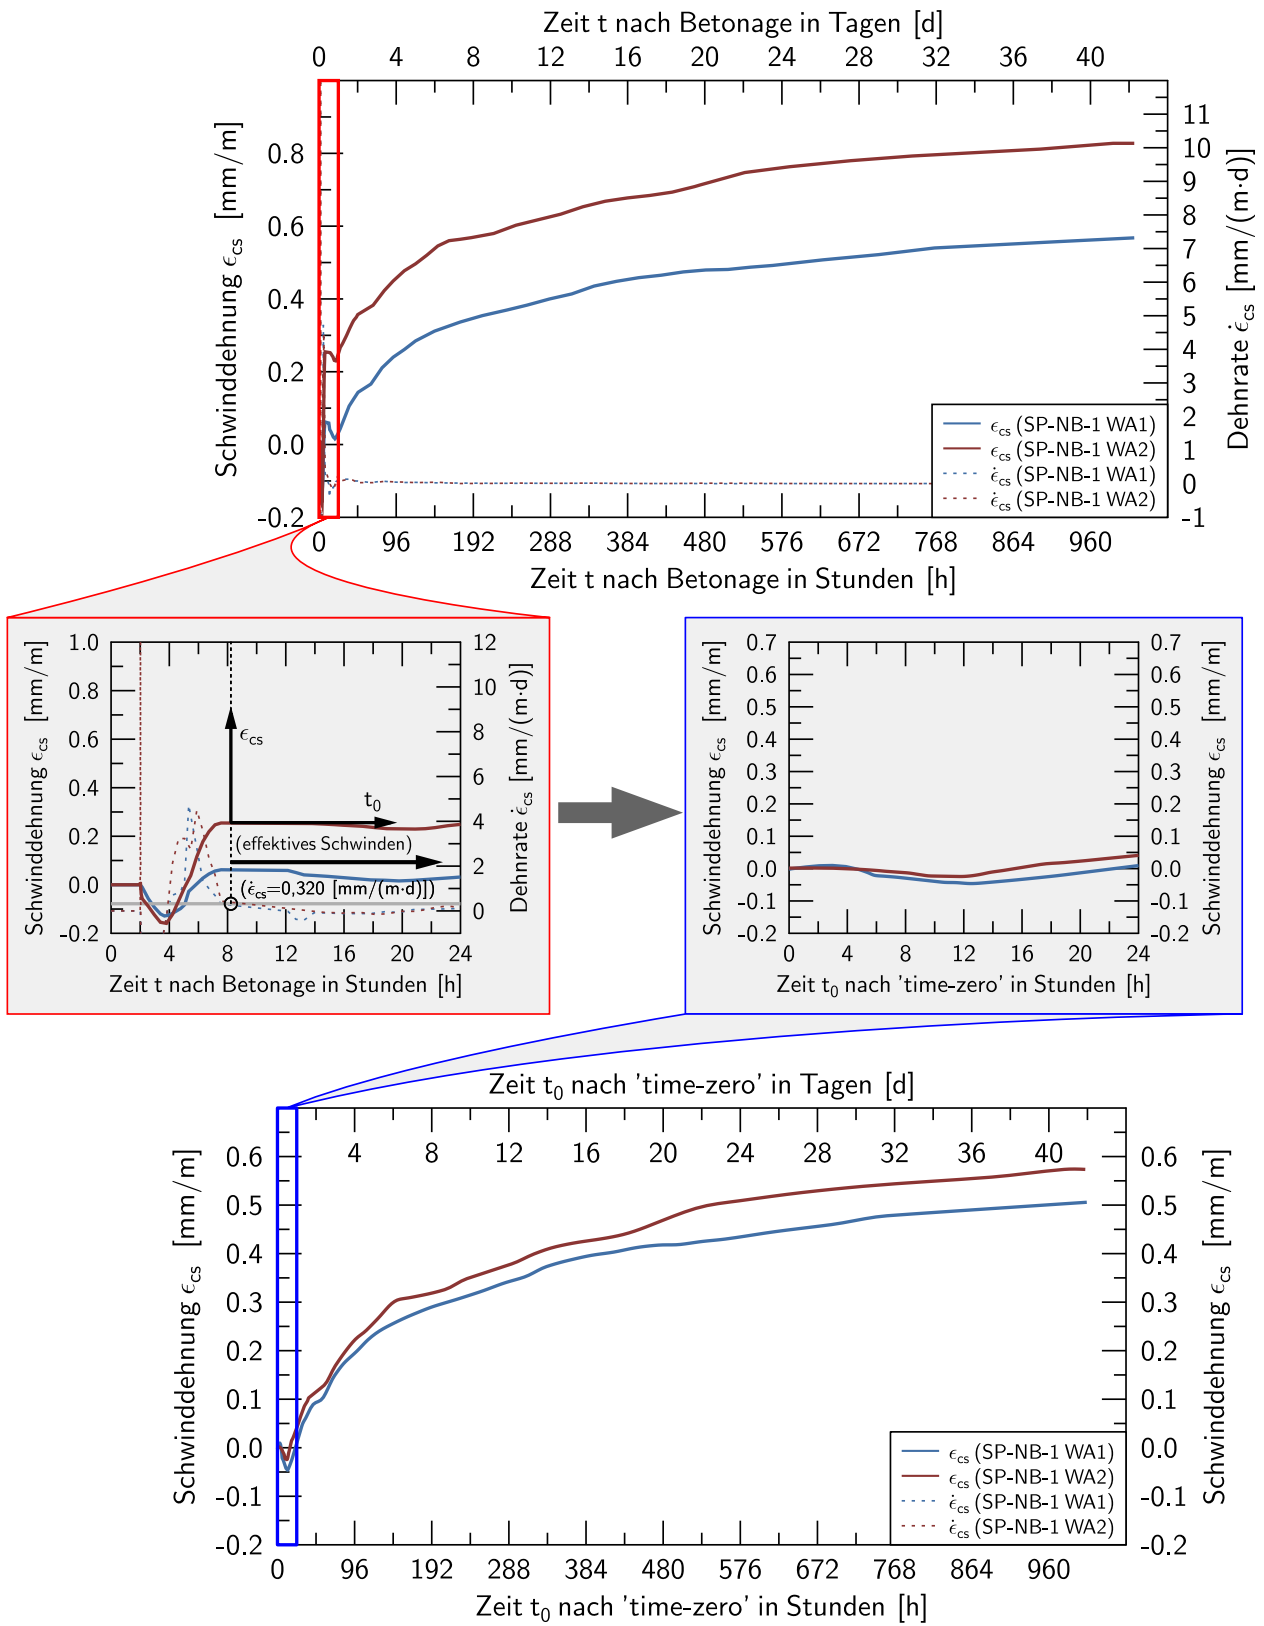 Zeit t nach Betonage in Tagen [d]
0 4 8 12 16 20 24 28 32 36 40
Schwinddehnung ϵcs [mm/m]
0.8
0.6
0.4
0.2
0.0
-0.2
11
10
9
8
7
6
5
4
3
2
1
0
-1
Dehnrate ϵ̇cs [mm/(m·d)]
ϵcs (SP-NB-1 WA1)
ϵcs (SP-NB-1 WA2)
ϵ̇cs (SP-NB-1 WA1)
ϵ̇cs (SP-NB-1 WA2)
0 96 192 288 384 480 576 672 768 864 960
Zeit t nach Betonage in Stunden [h]
Schwinddehnung ϵcs [mm/m]
1.0
0.8
0.6
0.4
0.2
0.0
-0.2
ϵcs
t0
(effektives Schwinden)
(ϵ̇cs=0,320 [mm/(m·d)])
12
10
8
6
4
2
0
Dehnrate ϵ̇cs [mm/(m·d)]
0 4 8 12 16 20 24
Zeit t nach Betonage in Stunden [h]
Schwinddehnung ϵcs [mm/m]
0.7
0.6
0.5
0.4
0.3
0.2
0.1
0.0
-0.1
-0.2
0.7
0.6
0.5
0.4
0.3
0.2
0.1
0.0
-0.1
-0.2
Schwinddehnung ϵcs [mm/m]
0 4 8 12 16 20 24
Zeit t0 nach 'time-zero' in Stunden [h]
Zeit t0 nach 'time-zero' in Tagen [d]
4 8 12 16 20 24 28 32 36 40
Schwinddehnung ϵcs [mm/m]
0.6
0.5
0.4
0.3
0.2
0.1
0.0
-0.1
-0.2
0.6
0.5
0.4
0.3
0.2
0.1
0.0
-0.1
-0.2
Schwinddehnung ϵcs [mm/m]
ϵcs (SP-NB-1 WA1)
ϵcs (SP-NB-1 WA2)
ϵ̇cs (SP-NB-1 WA1)
ϵ̇cs (SP-NB-1 WA2)
0 96 192 288 384 480 576 672 768 864 960
Zeit t0 nach 'time-zero' in Stunden [h]